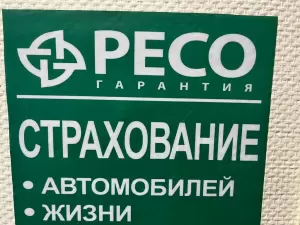 РЕСО
ГАРАНТИЯ
СТРАХОВАНИЕ
• АВТОМОБИЛЕЙ
• ЖИЗНИ